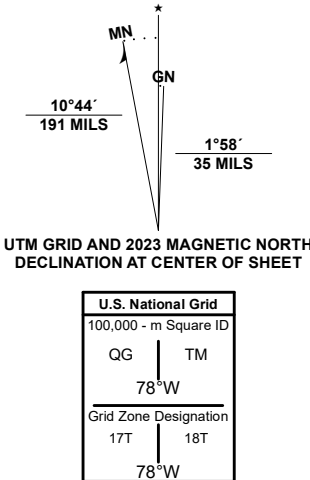 ★
MN
GN
10°44´
191 MILS
1°58´
35 MILS
UTM GRID AND 2023 MAGNETIC NORTH
DECLINATION AT CENTER OF SHEET
U.S. National Grid
100,000 - m Square ID
QG TM
78°W
Grid Zone Designation
17T 18T
78°W